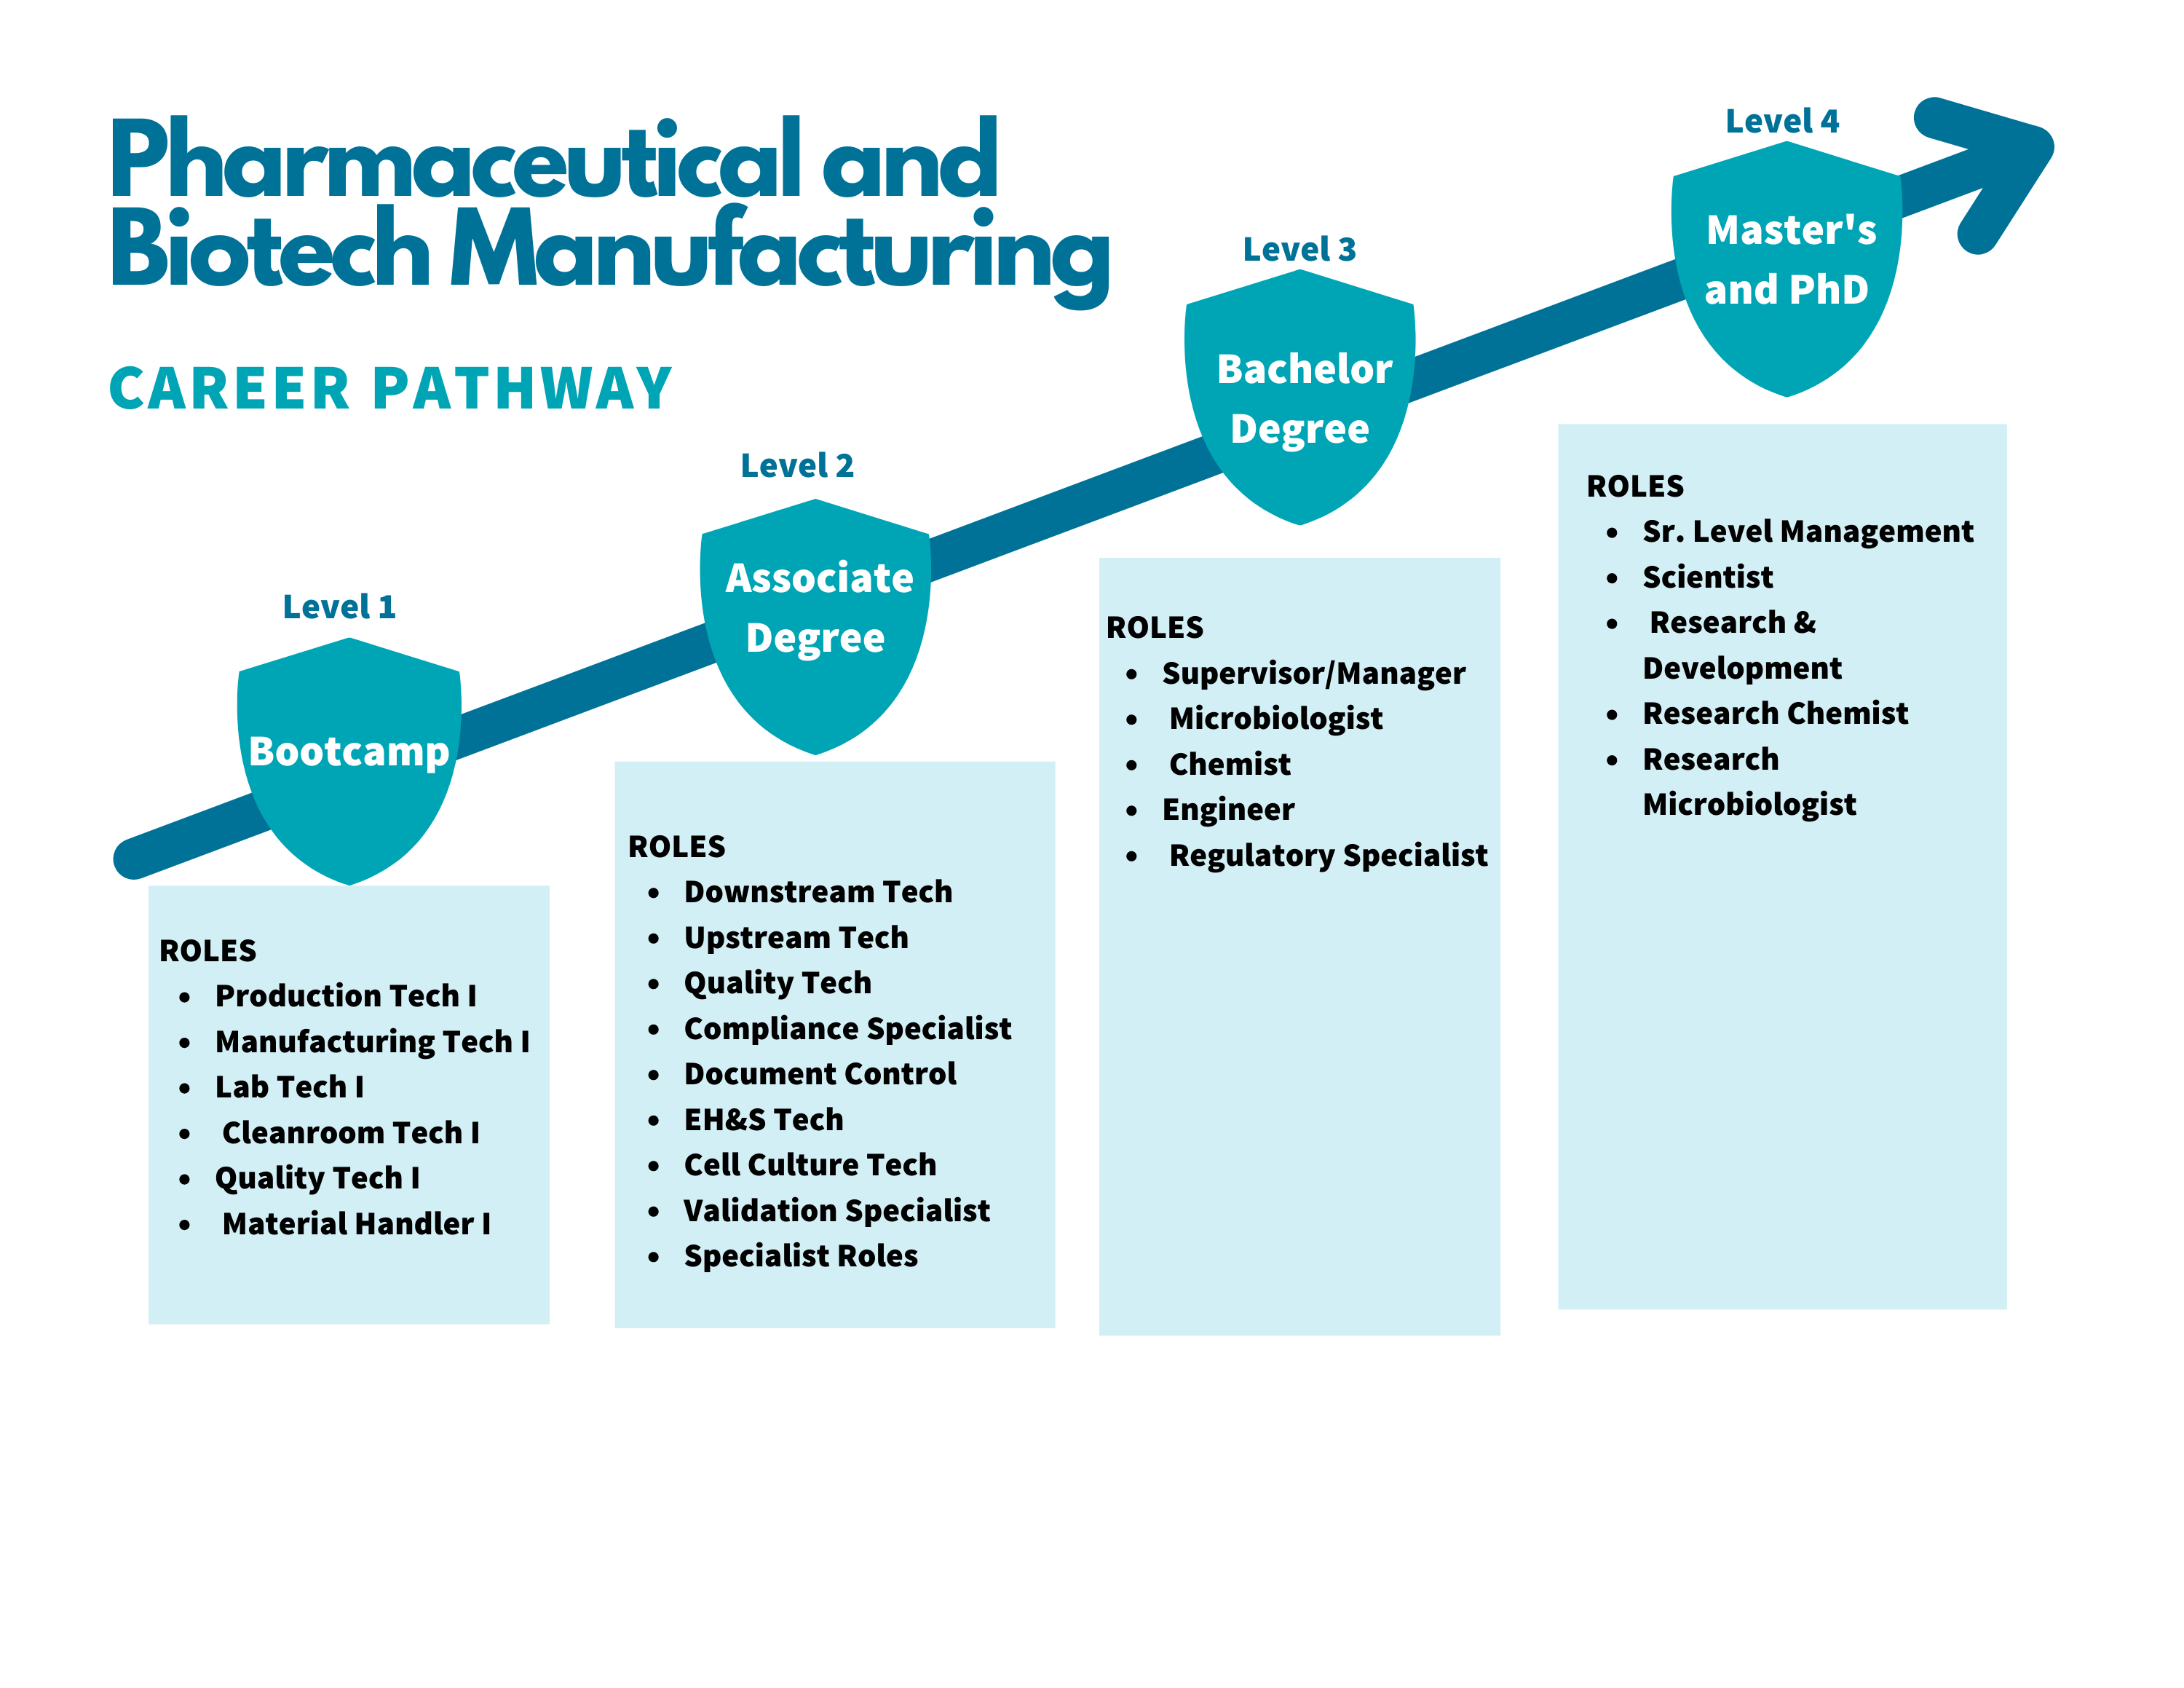 Pharmaceutical and
Biotech Manufacturing
CAREER PATHWAY
Level 1
Bootcamp
ROLES
• Production Tech I
• Manufacturing Tech I
• Lab Tech I
• Cleanroom Tech I
• Quality Tech I
• Material Handler I
Level 2
Associate
Degree
ROLES
• Downstream Tech
• Upstream Tech
• Quality Tech
• Compliance Specialist
• Document Control
• EH&S Tech
• Cell Culture Tech
• Validation Specialist
• Specialist Roles
Level 3
Bachelor
Degree
ROLES
• Supervisor/Manager
• Microbiologist
• Chemist
• Engineer
• Regulatory Specialist
Level 4
Master's
and PhD
ROLES
• Sr. Level Management
• Scientist
• Research &
Development
• Research Chemist
• Research
Microbiologist